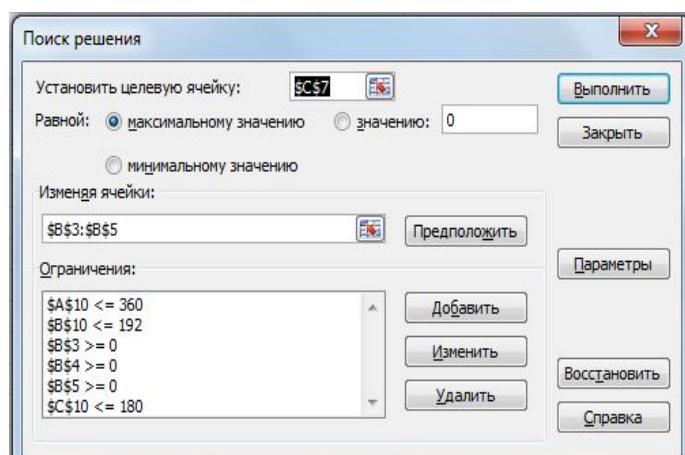 Поиск решения
Установить целевую ячейку: $C$7
Выполнить
Равной: максимальному значению значению: 0
Закрыть
минимальному значению
Изменяя ячейки:
$B$3:$B$5 Предположить
Ограничения:
Параметры
$A$10 <= 360
$B$10 <= 192
$B$3 >= 0
$B$4 >= 0
$B$5 >= 0
$C$10 <= 180
Добавить
Изменить
Удалить
Восстановить
Справка